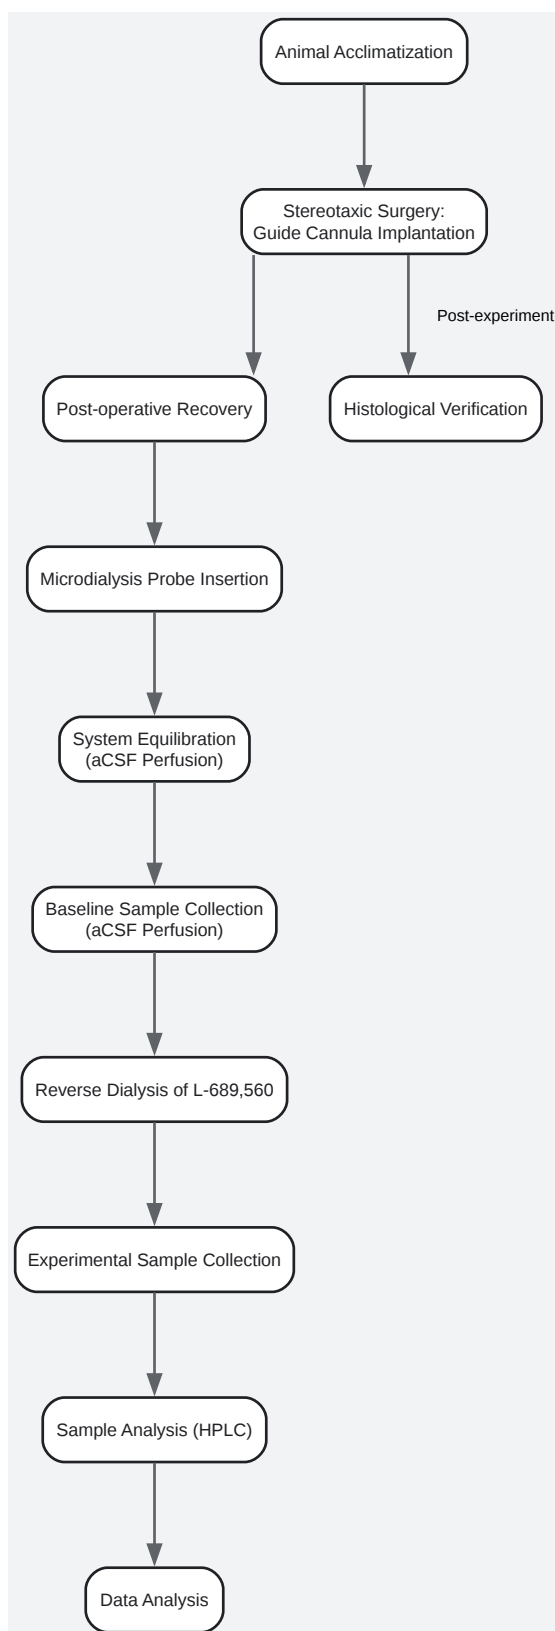 Animal Acclimatization
Stereotaxic Surgery:
Guide Cannula Implantation
Post-experiment
Post-operative Recovery
Histological Verification
Microdialysis Probe Insertion
System Equilibration
(aCSF Perfusion)
Baseline Sample Collection
(aCSF Perfusion)
Reverse Dialysis of L-689,560
Experimental Sample Collection
Sample Analysis (HPLC)
Data Analysis